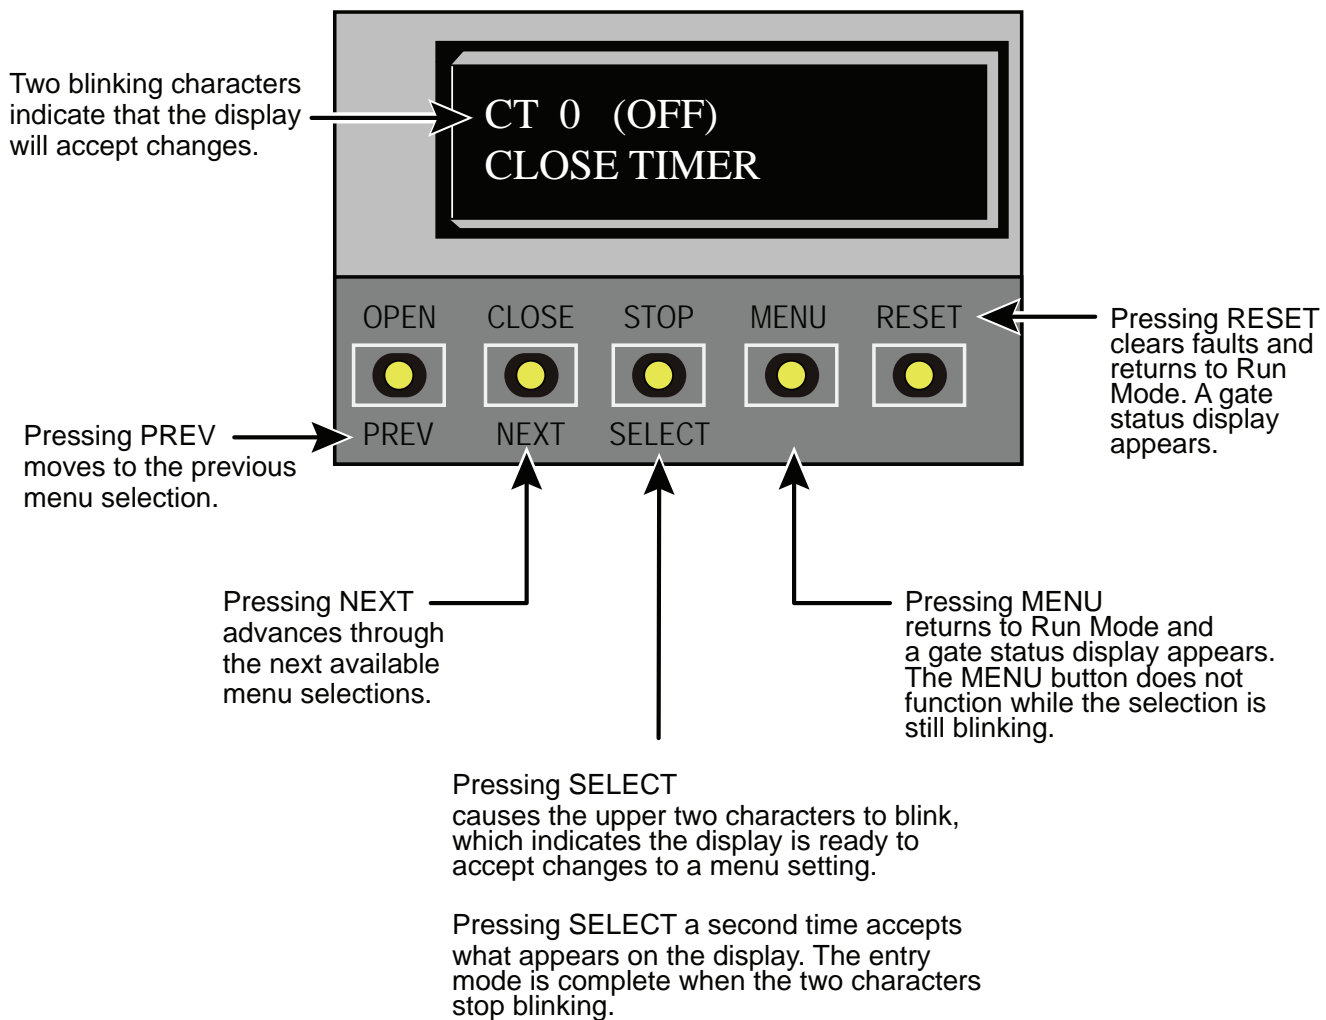 Two blinking characters
indicate that the display
will accept changes.
CT 0 (OFF)
CLOSE TIMER
OPEN CLOSE STOP MENU RESET
PREV NEXT SELECT
Pressing RESET
clears faults and
returns to Run
Mode. A gate
status display
appears.
Pressing PREV
moves to the previous
menu selection.
Pressing NEXT
advances through
the next available
menu selections.
Pressing MENU
returns to Run Mode and
a gate status display appears.
The MENU button does not
function while the selection is
still blinking.
Pressing SELECT
causes the upper two characters to blink,
which indicates the display is ready to
accept changes to a menu setting.
Pressing SELECT a second time accepts
what appears on the display. The entry
mode is complete when the two characters
stop blinking.